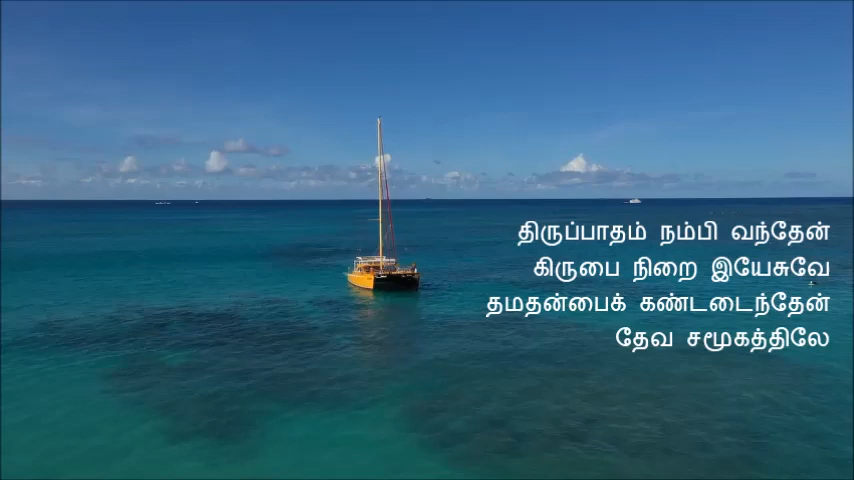 திருப்பாதம் நம்பி வந்தேன்
கிருபை நிறை இயேசுவே
தமதன்பைக் கண்டடைந்தேன்
தேவ சமூகத்திலே